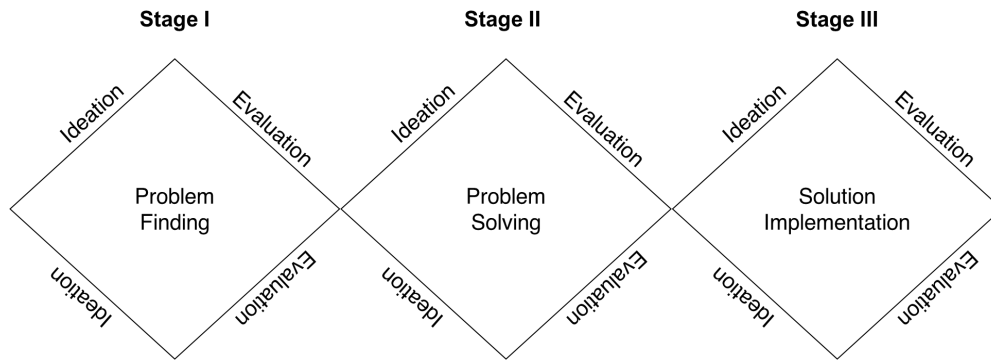 Stage I
Stage II
Stage III
Ideation
Evaluation
Ideation
Evaluation
Ideation
Evaluation
Problem
Finding
Problem
Solving
Solution
Implementation
Ideation
Evaluation
Ideation
Evaluation
Ideation
Evaluation